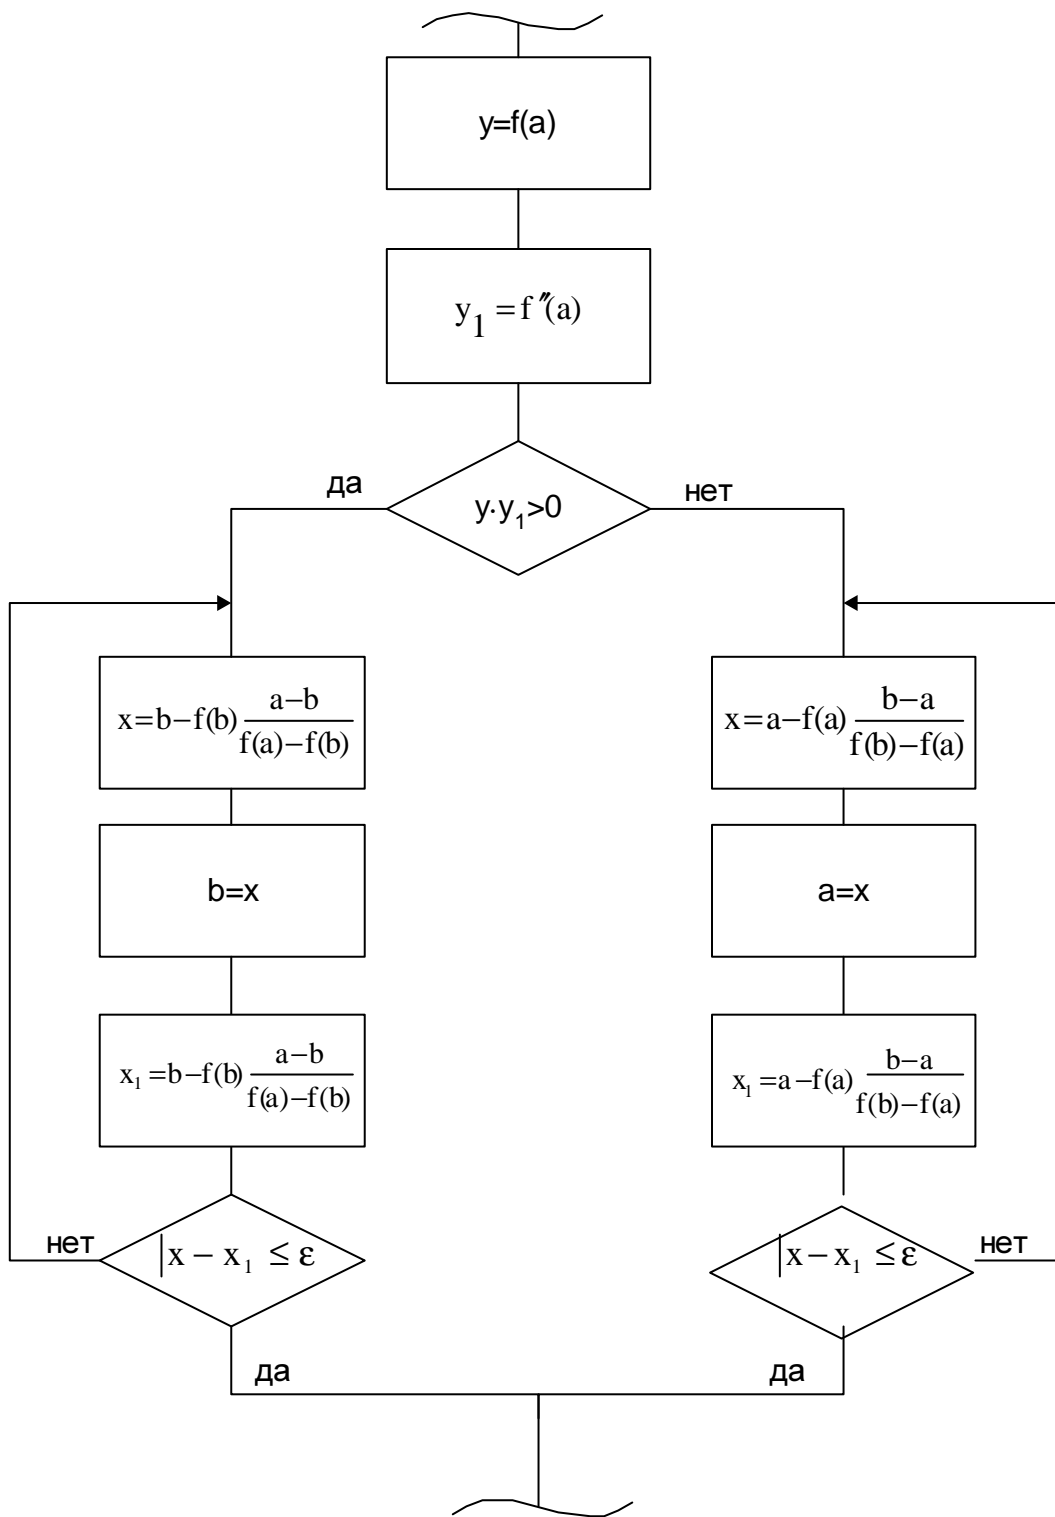 y=f(a)
y₁ = f″(a)
да
y·y₁>0
нет
x=b−f(b) (a−b)/(f(a)−f(b))
x=a−f(a) (b−a)/(f(b)−f(a))
b=x
a=x
x₁=b−f(b) (a−b)/(f(a)−f(b))
x₁=a−f(a) (b−a)/(f(b)−f(a))
нет
|x − x₁ ≤ ε
|x − x₁ ≤ ε
нет
да
да